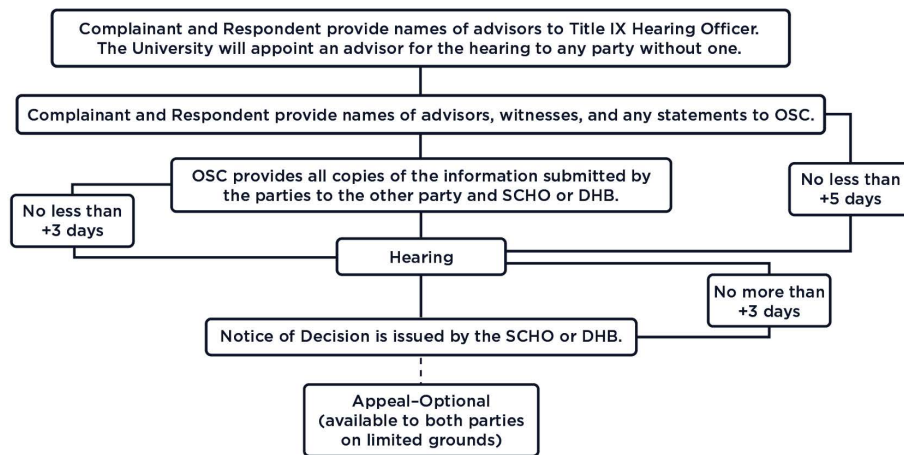 Complainant and Respondent provide names of advisors to Title IX Hearing Officer.
The University will appoint an advisor for the hearing to any party without one.
Complainant and Respondent provide names of advisors, witnesses, and any statements to OSC.
OSC provides all copies of the information submitted by
the parties to the other party and SCHO or DHB.
No less than
+5 days
No less than
+3 days
Hearing
No more than
+3 days
Notice of Decision is issued by the SCHO or DHB.
Appeal–Optional
(available to both parties
on limited grounds)